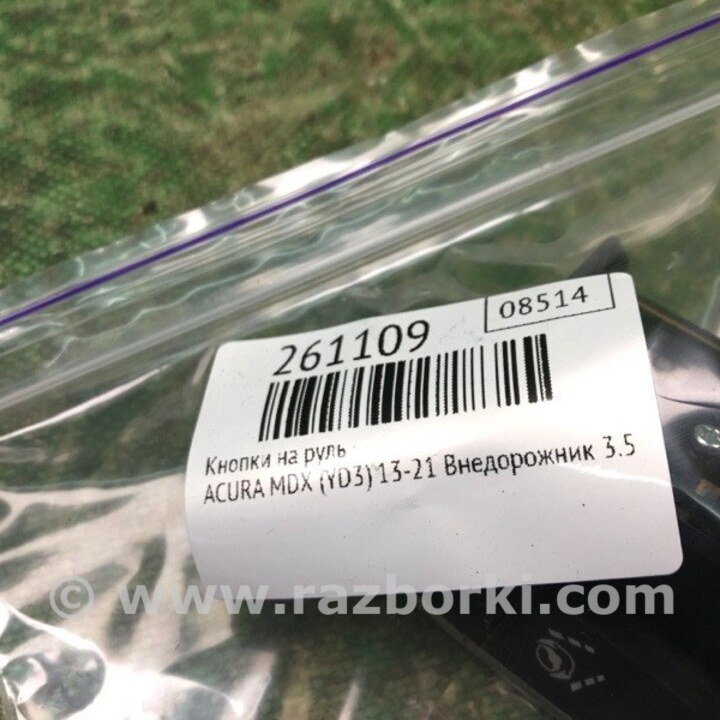 08514
261109
Кнопки на руль
ACURA MDX (YD3) 13-21 Внедорожник 3.5
© www.razborki.com